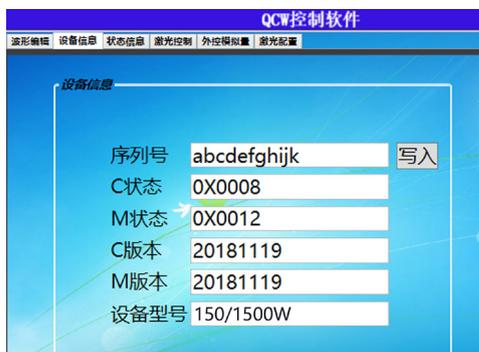 QCW控制软件
波形编辑 设备信息 状态信息 激光控制 外控模拟量 激光配置
设备信息
序列号 abcdefghijk 写入
C状态 0X0008
M状态 0X0012
C版本 20181119
M版本 20181119
设备型号 150/1500W